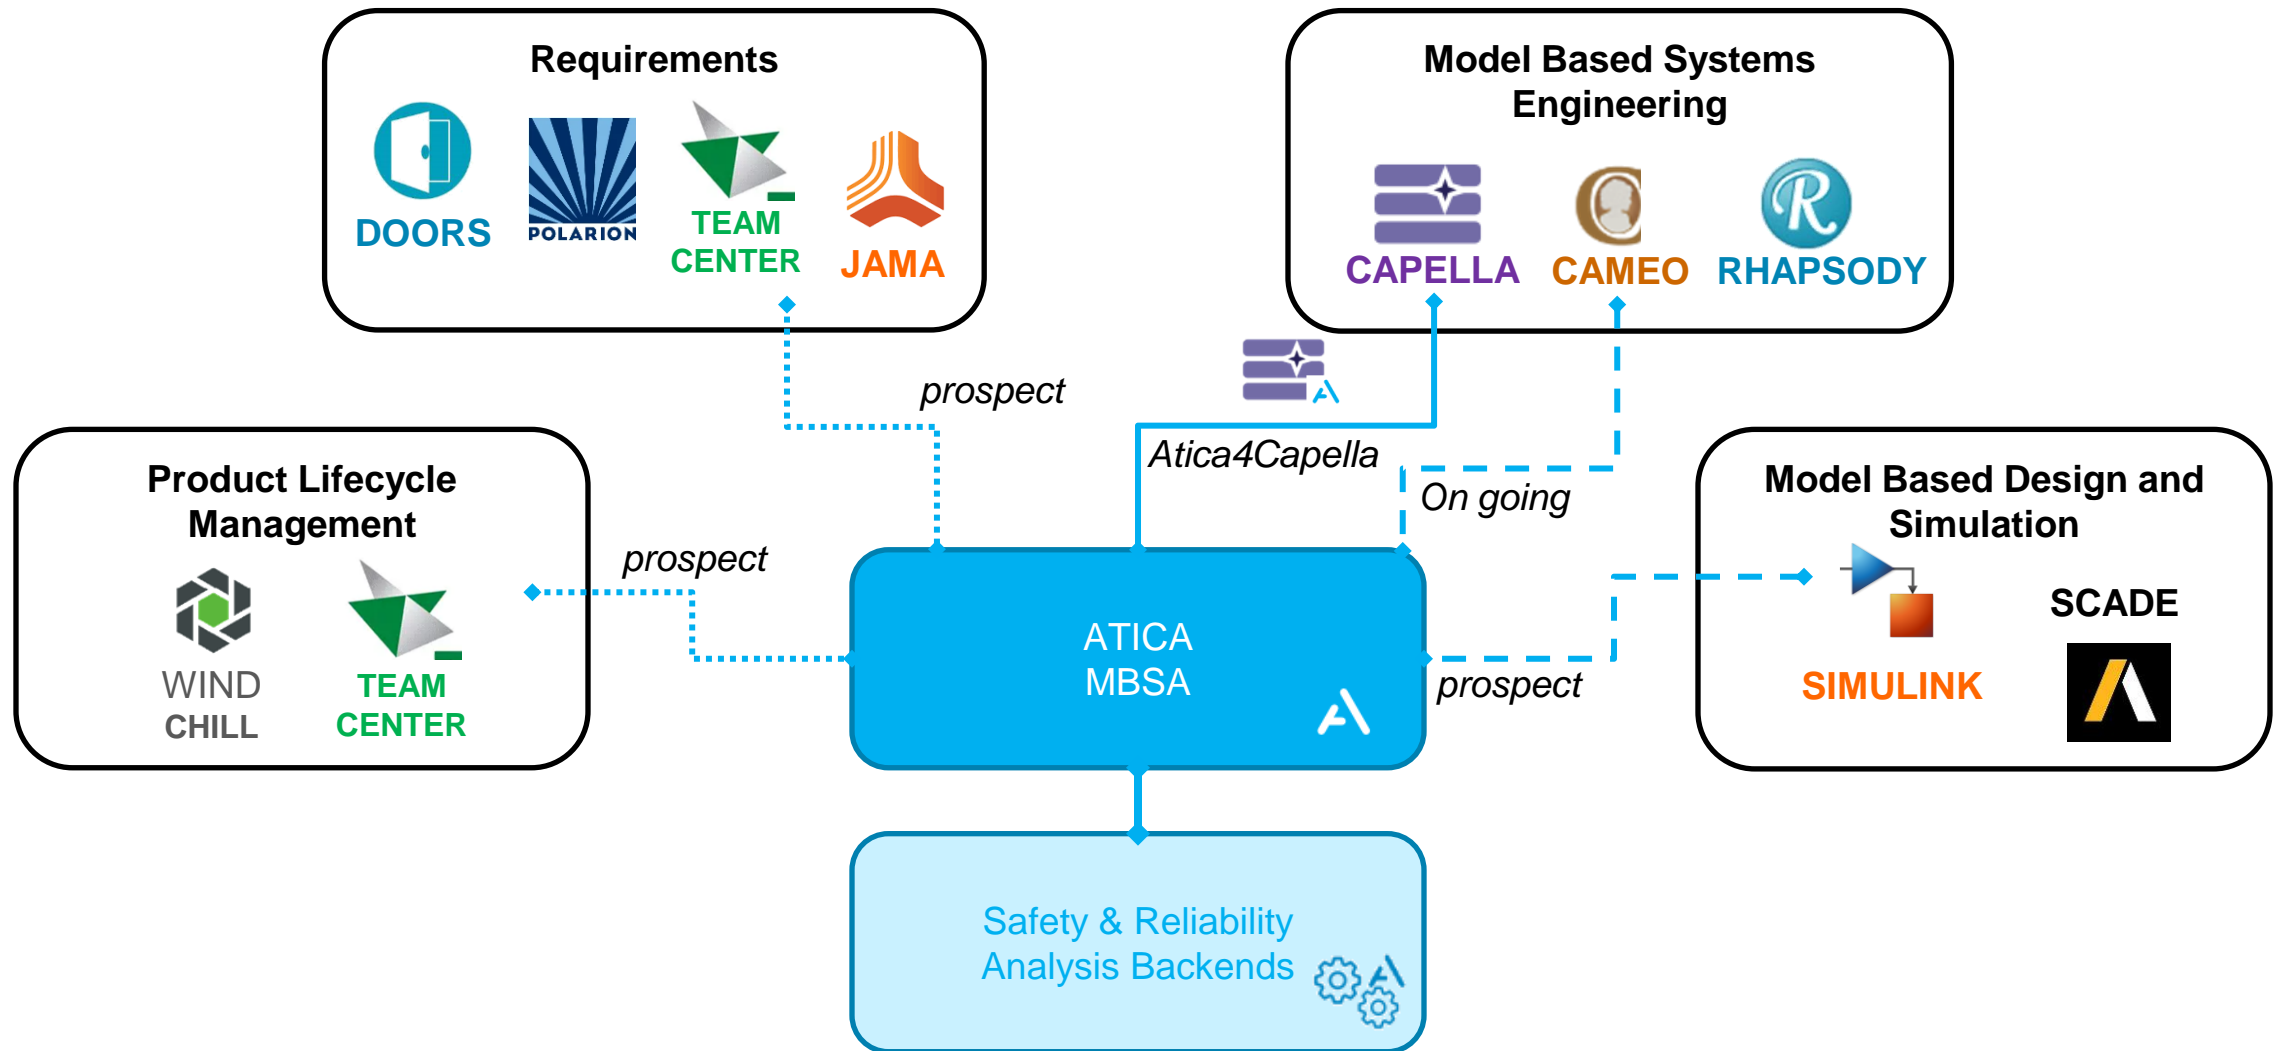 Requirements
DOORS
POLARION
TEAM
CENTER
JAMA
Model Based Systems
Engineering
CAPELLA
CAMEO
RHAPSODY
prospect
Atica4Capella
On going
Product Lifecycle
Management
WIND
CHILL
TEAM
CENTER
prospect
ATICA
MBSA
prospect
Model Based Design and
Simulation
SIMULINK
SCADE
Safety & Reliability
Analysis Backends